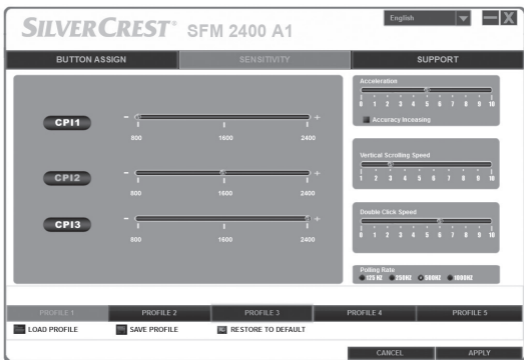 SILVERCREST® SFM 2400 A1
English
X
BUTTON ASSIGN SENSITIVITY SUPPORT
CPI1
- +
800 1600 2400
CPI2
- +
800 1600 2400
CPI3
- +
800 1600 2400
Acceleration
0 1 2 3 4 5 6 7 8 9 10
Accuracy Increasing
Vertical Scrolling Speed
1 2 3 4 5 6 7 8 9 10
Double Click Speed
0 1 2 3 4 5 6 7 8 9 10
Polling Rate
125HZ 250HZ 500HZ 1000HZ
PROFILE 1 PROFILE 2 PROFILE 3 PROFILE 4 PROFILE 5
LOAD PROFILE SAVE PROFILE RESTORE TO DEFAULT
CANCEL APPLY